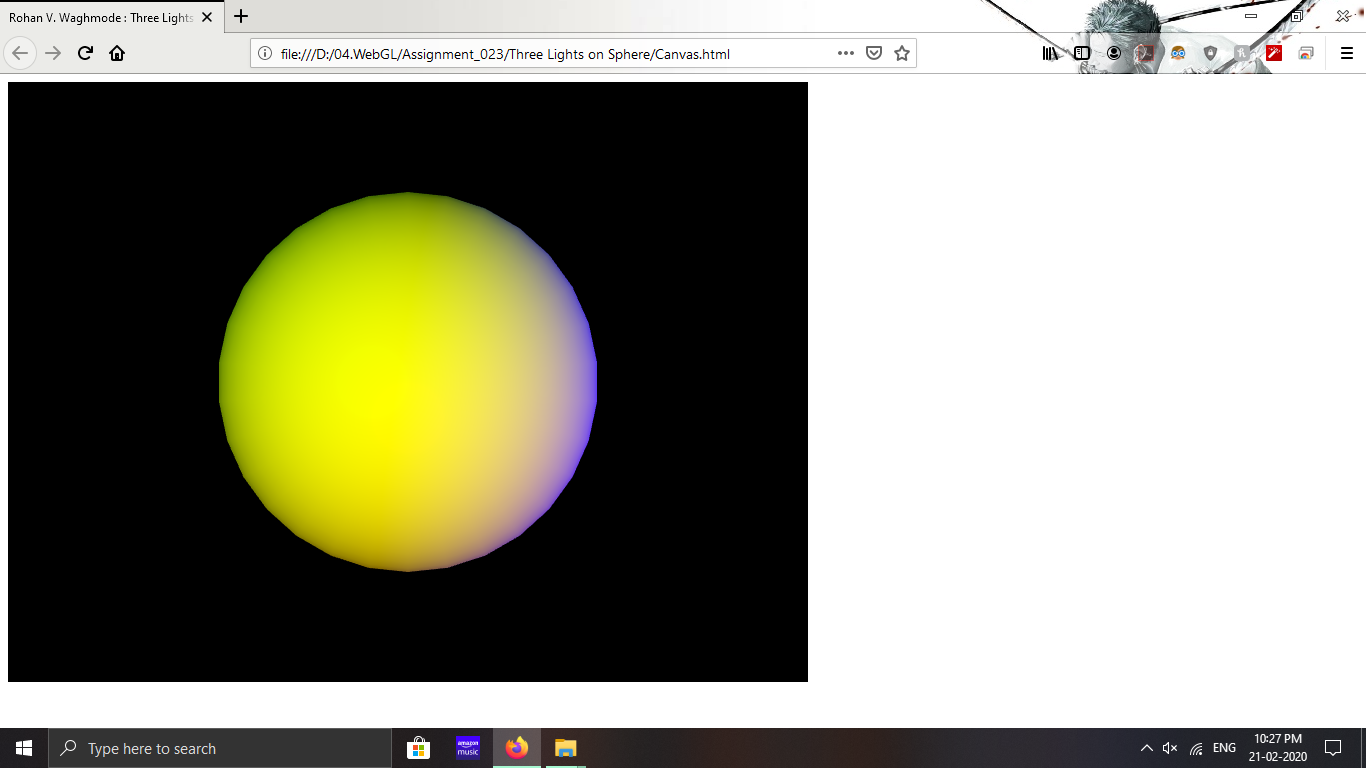 Rohan V. Waghmode : Three Lights
file:///D:/04.WebGL/Assignment_023/Three Lights on Sphere/Canvas.html
Type here to search
amazon
music
ENG
10:27 PM
21-02-2020